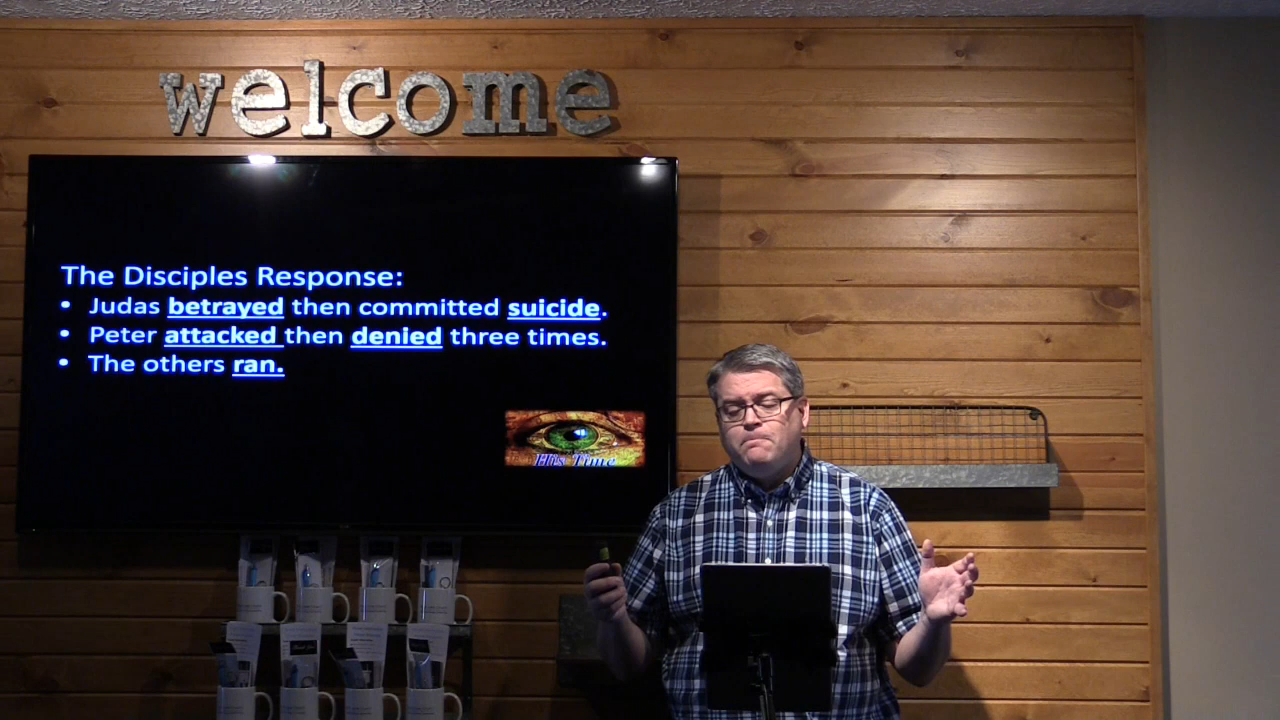 welcome
The Disciples Response:
• Judas betrayed then committed suicide.
• Peter attacked then denied three times.
• The others ran.
His Time